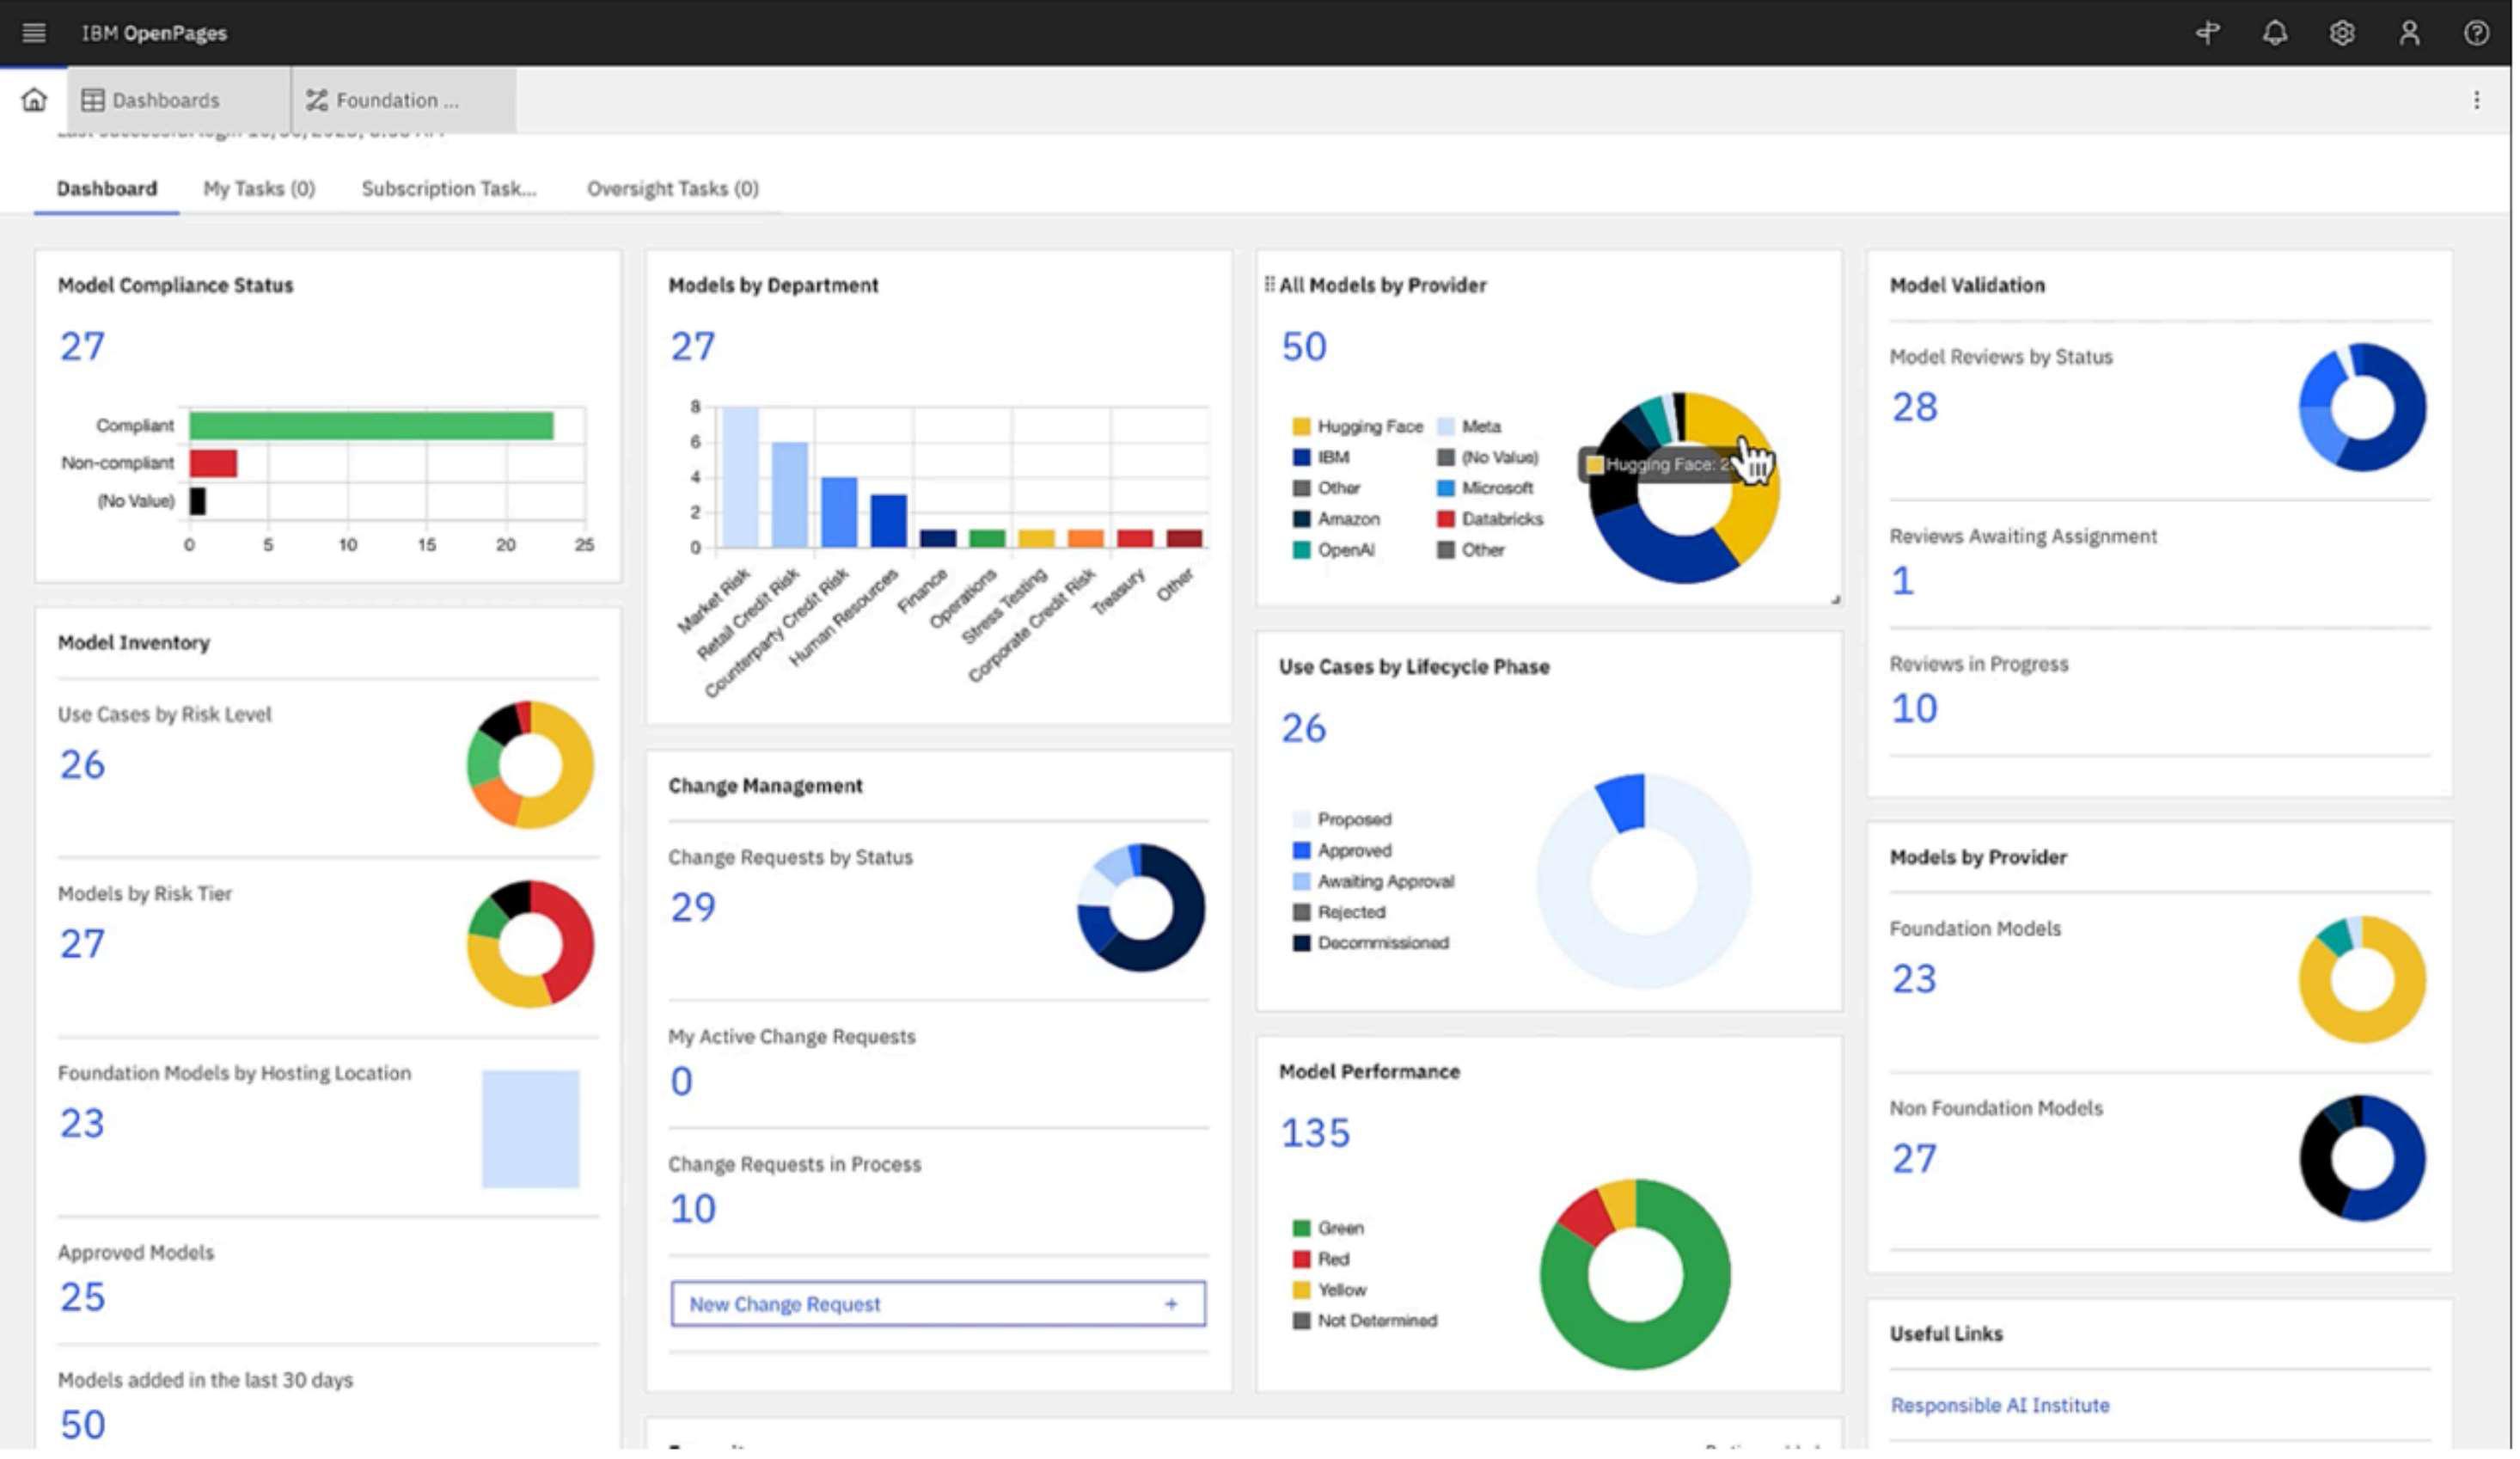 IBM OpenPages
Dashboards
Foundation ...
Dashboard
My Tasks (0)
Subscription Task...
Oversight Tasks (0)
Model Compliance Status
27
Compliant
Non-compliant
(No Value)
0 5 10 15 20 25
Model Inventory
Use Cases by Risk Level
26
Models by Risk Tier
27
Foundation Models by Hosting Location
23
Approved Models
25
Models added in the last 30 days
50
Models by Department
27
8
6
4
2
0
Market Risk
Retail Credit Risk
Counterparty Credit Risk
Human Resources
Finance
Operations
Stress Testing
Corporate Credit Risk
Treasury
Other
Change Management
Change Requests by Status
29
My Active Change Requests
0
Change Requests in Process
10
New Change Request +
All Models by Provider
50
Hugging Face
IBM
Other
Amazon
OpenAI
Meta
(No Value)
Microsoft
Databricks
Other
Hugging Face:
Use Cases by Lifecycle Phase
26
Proposed
Approved
Awaiting Approval
Rejected
Decommissioned
Model Performance
135
Green
Red
Yellow
Not Determined
Model Validation
Model Reviews by Status
28
Reviews Awaiting Assignment
1
Reviews in Progress
10
Models by Provider
Foundation Models
23
Non Foundation Models
27
Useful Links
Responsible AI Institute